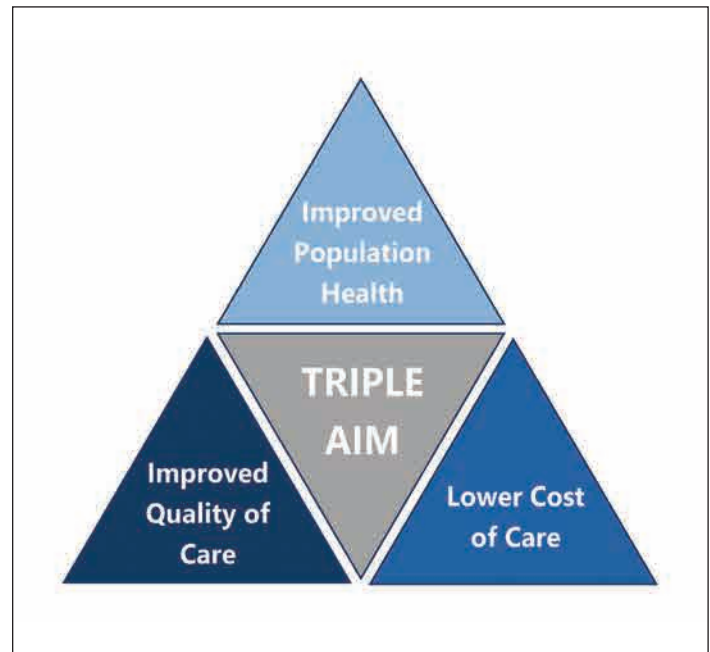 Improved
Population
Health
TRIPLE
AIM
Improved
Quality of
Care
Lower Cost
of Care